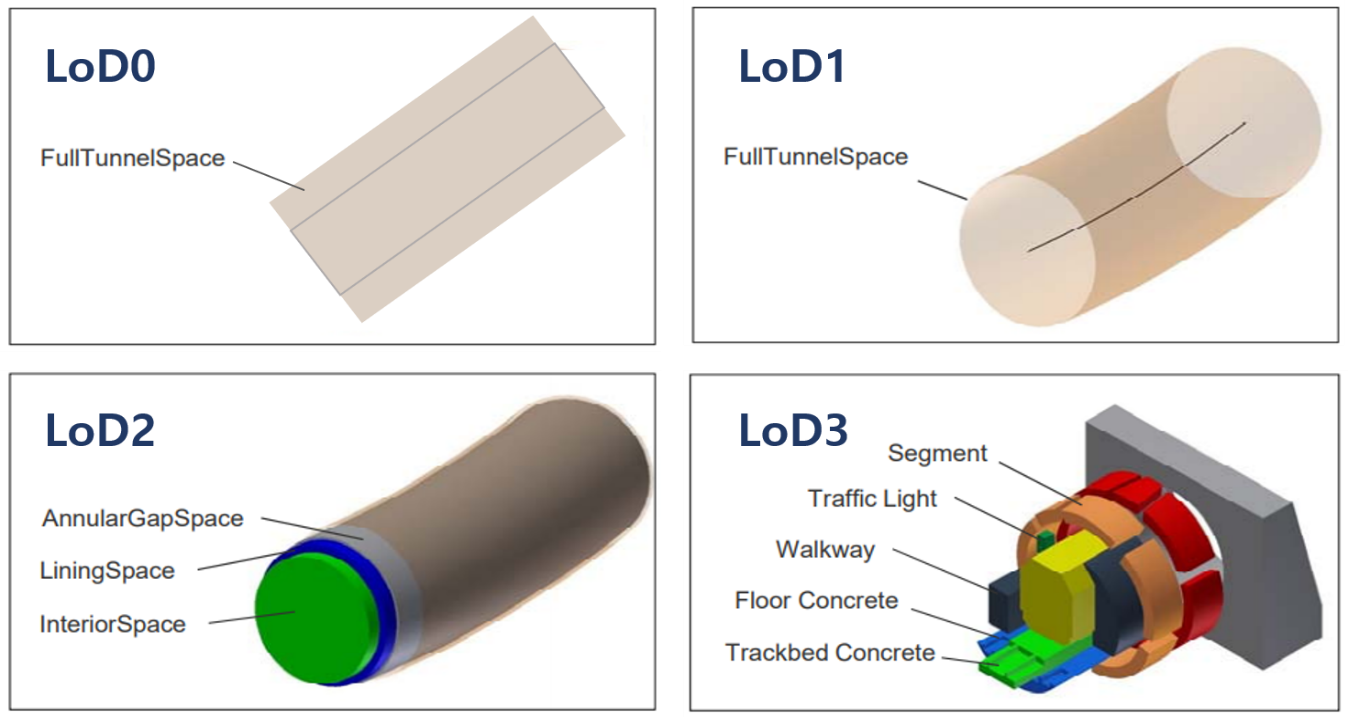 LoD0
FullTunnelSpace
LoD1
FullTunnelSpace
LoD2
AnnularGapSpace
LiningSpace
InteriorSpace
LoD3
Segment
Traffic Light
Walkway
Floor Concrete
Trackbed Concrete